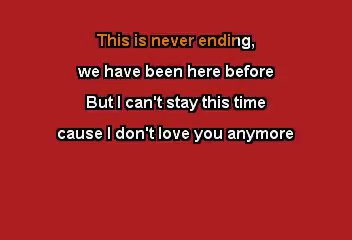 This is never ending,
we have been here before
But I can't stay this time
cause I don't love you anymore